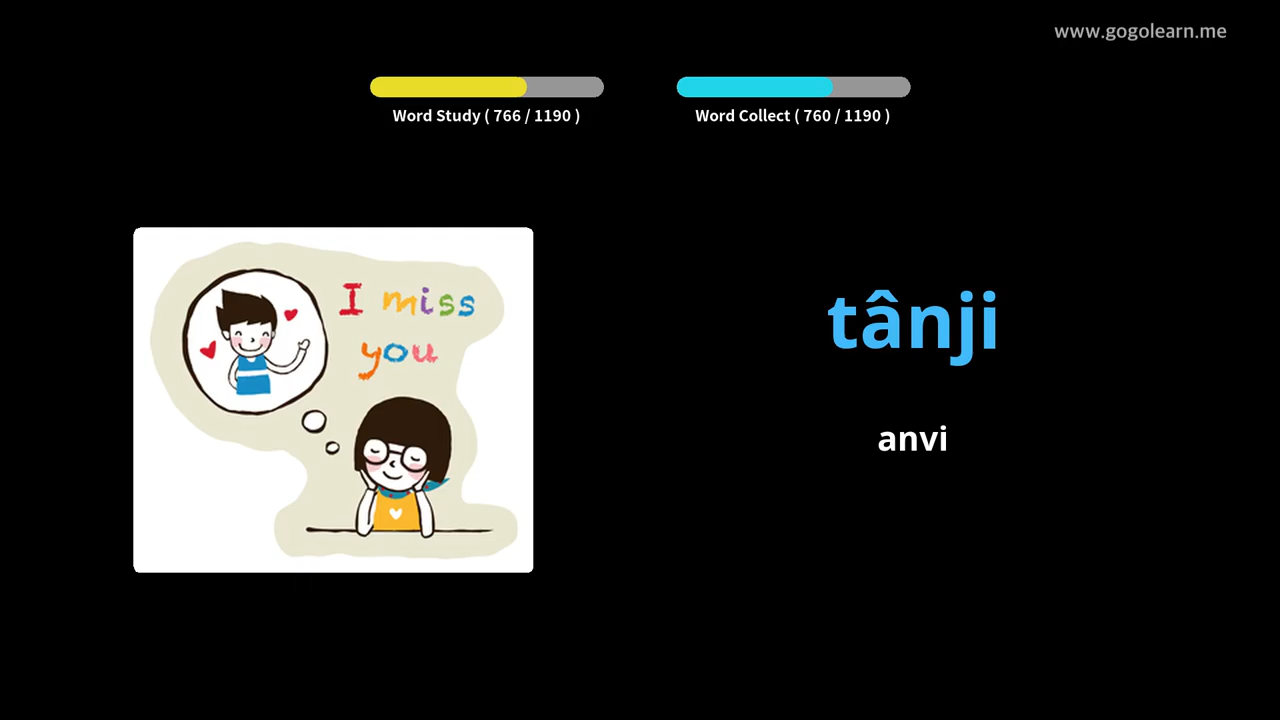 www.gogolearn.me
Word Study ( 766 / 1190 )
Word Collect ( 760 / 1190 )
I miss
you
tânji
anvi